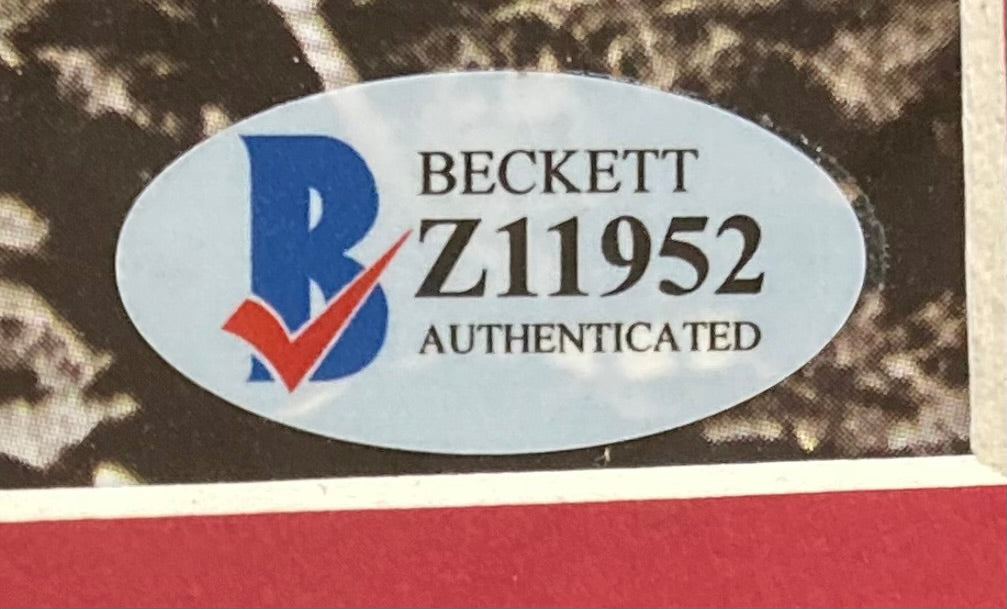 BECKETT
Z11952
AUTHENTICATED